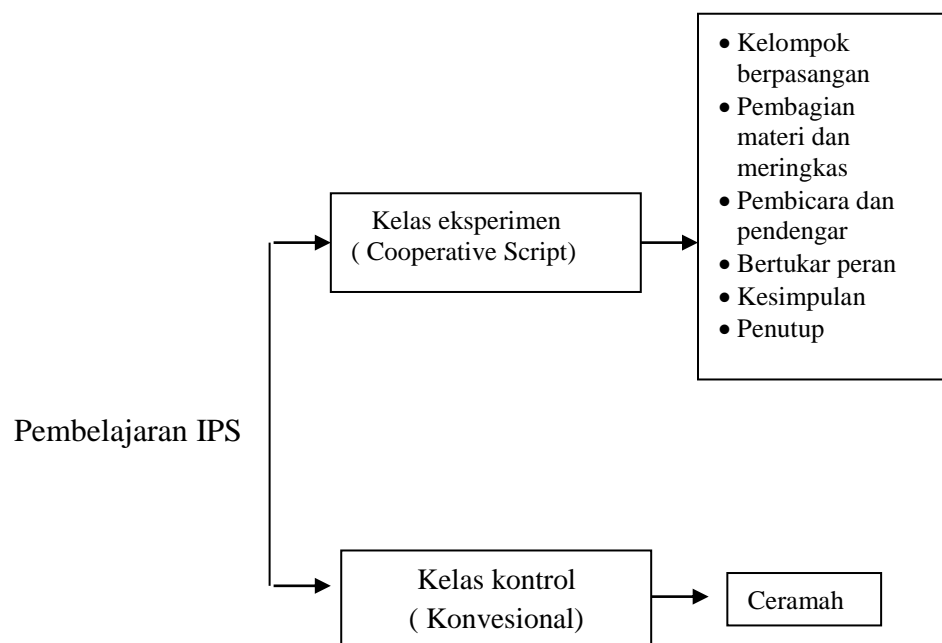 • Kelompok
berpasangan
• Pembagian
materi dan
meringkas
• Pembicara dan
pendengar
• Bertukar peran
• Kesimpulan
• Penutup
Kelas eksperimen
( Cooperative Script)
Pembelajaran IPS
Kelas kontrol
( Konvesional)
Ceramah